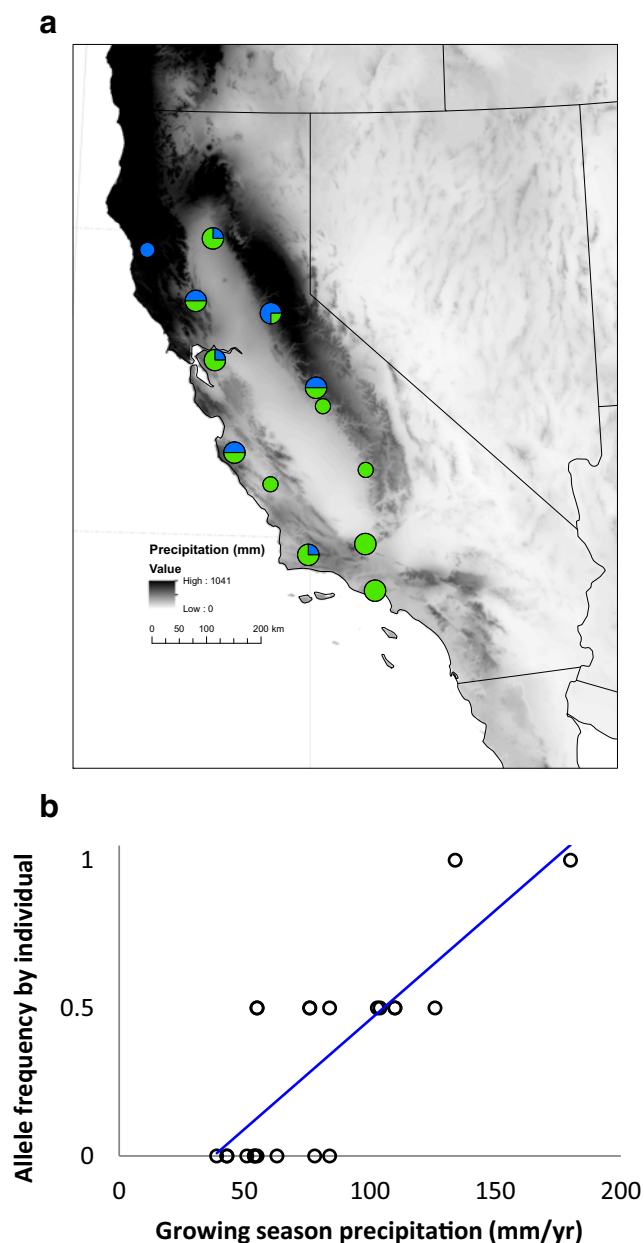 a
Precipitation (mm)
Value
High : 1041
Low : 0
0 50 100 200 km
b
Allele frequency by individual
1
0.5
0
0 50 100 150 200
Growing season precipitation (mm/yr)